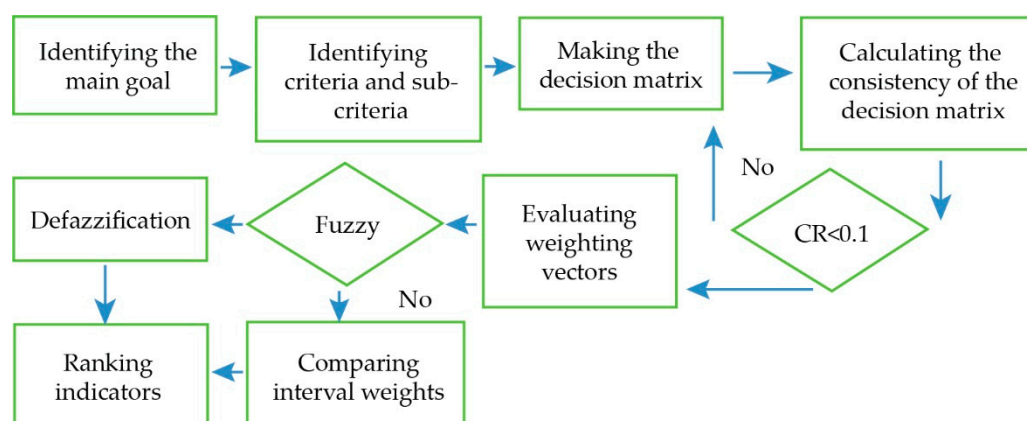 Identifying the
main goal
Identifying
criteria and sub-
criteria
Making the
decision matrix
Calculating the
consistency of the
decision matrix
No
CR<0.1
Evaluating
weighting
vectors
Fuzzy
Defazzification
No
Ranking
indicators
Comparing
interval weights